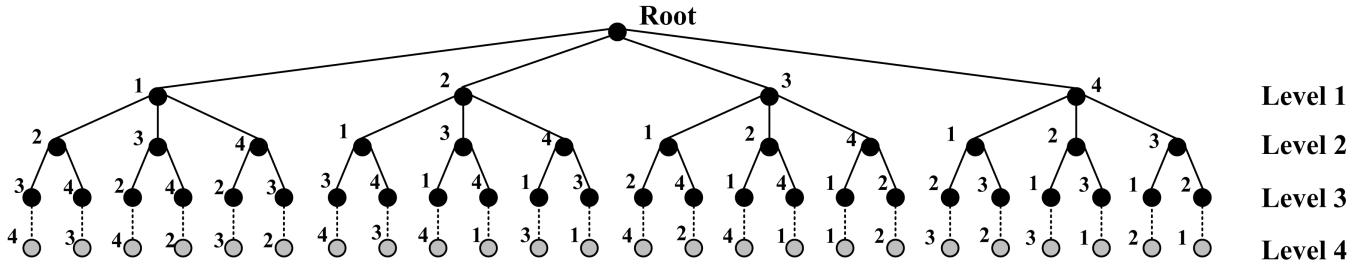 Root
1 2 3 4 Level 1
2 3 4 1 3 4 1 2 4 1 2 3 Level 2
3 4 2 4 2 3 3 4 1 4 1 3 2 4 1 4 1 2 2 3 1 3 1 2 Level 3
4 3 4 2 3 2 4 3 4 1 3 1 4 2 4 1 1 2 3 2 3 1 2 1 Level 4